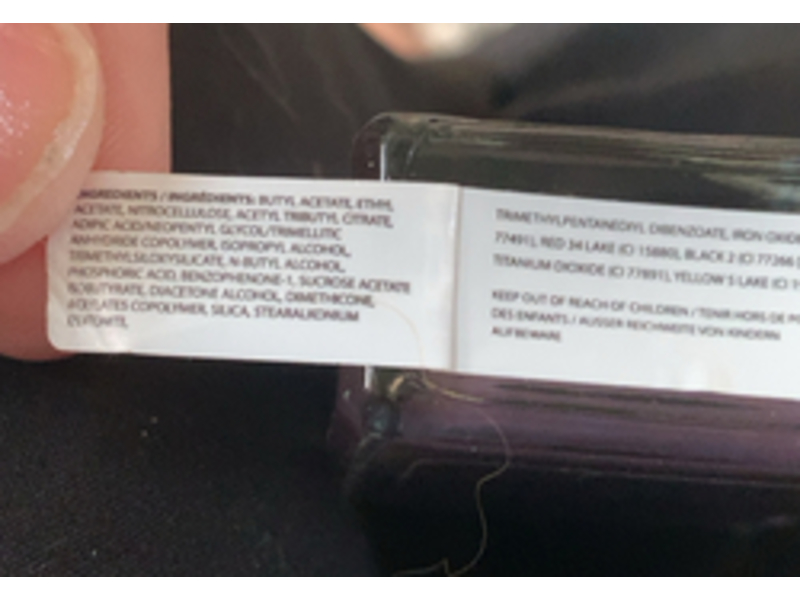 INGREDIENTS / INGRÉDIENTS: BUTYL ACETATE, ETHYL
ACETATE, NITROCELLULOSE, ACETYL TRIBUTYL CITRATE,
ADIPIC ACID/NEOPENTYL GLYCOL/TRIMELLITIC
ANHYDRIDE COPOLYMER, ISOPROPYL ALCOHOL,
TRIMETHYLSILOXYSILICATE, N-BUTYL ALCOHOL,
PHOSPHORIC ACID, BENZOPHENONE-1, SUCROSE ACETATE
ISOBUTYRATE, DIACETONE ALCOHOL, DIMETHICONE,
ACRYLATES COPOLYMER, SILICA, STEARALKONIUM
TRIMETHYLPENTANEDIYL DIBENZOATE, IRON OXIDE
77491), RED 34 LAKE (CI 15880), BLACK 2 (CI 77266
TITANIUM DIOXIDE (CI 77891), YELLOW 5 LAKE (CI
KEEP OUT OF REACH OF CHILDREN / TENIR HORS DE
DES ENFANTS / AUSSER REICHWEITE VON KINDERN
AUFBEWARE